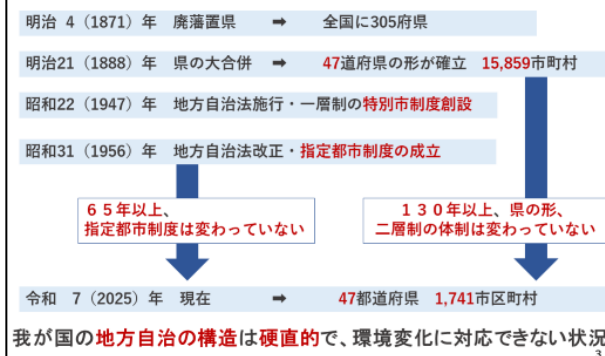 明治 4（1871）年 廃藩置県 ➡ 全国に305府県
明治21（1888）年 県の大合併 ➡ 47道府県の形が確立 15,859市町村
昭和22（1947）年 地方自治法施行・一層制の特別市制度創設
昭和31（1956）年 地方自治法改正・指定都市制度の成立
６５年以上、
指定都市制度は変わっていない
１３０年以上、県の形、
二層制の体制は変わっていない
令和 7（2025）年 現在 ➡ 47都道府県 1,741市区町村
我が国の地方自治の構造は硬直的で、環境変化に対応できない状況
3